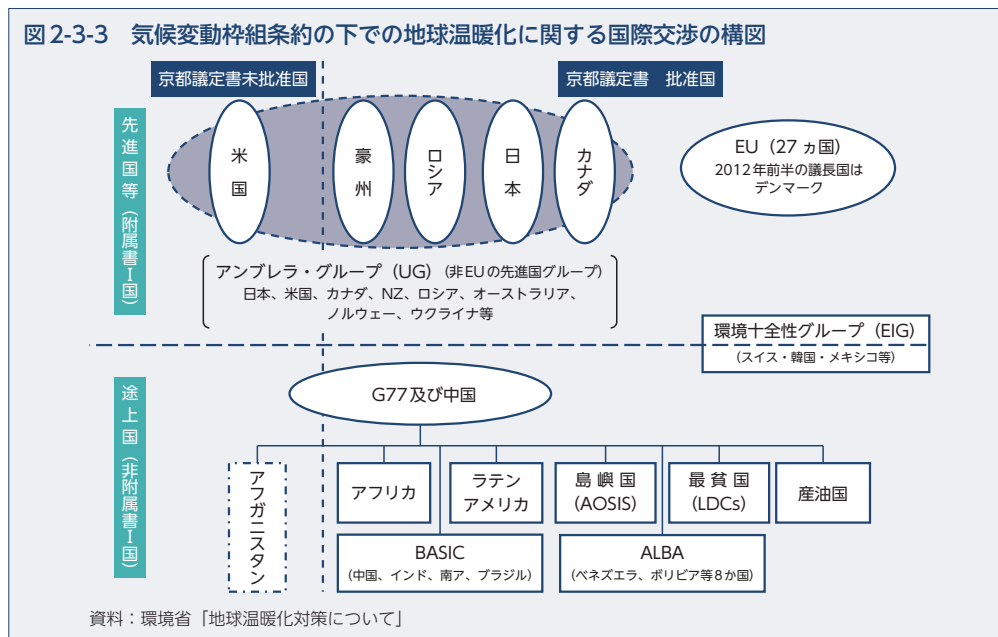 図2-3-3 気候変動枠組条約の下での地球温暖化に関する国際交渉の構図
京都議定書未批准国
京都議定書 批准国
先進国等(附属書Ⅰ国)
米国
豪州
ロシア
日本
カナダ
EU(27ヵ国)
2012年前半の議長国は
デンマーク
アンブレラ・グループ(UG)(非EUの先進国グループ)
日本、米国、カナダ、NZ、ロシア、オーストラリア、
ノルウェー、ウクライナ等
環境十全性グループ(EIG)
(スイス・韓国・メキシコ等)
途上国(非附属書Ⅰ国)
G77及び中国
アフガニスタン
アフリカ
ラテン
アメリカ
島嶼国
(AOSIS)
最貧国
(LDCs)
産油国
BASIC
(中国、インド、南ア、ブラジル)
ALBA
(ベネズエラ、ボリビア等8か国)
資料:環境省「地球温暖化対策について」